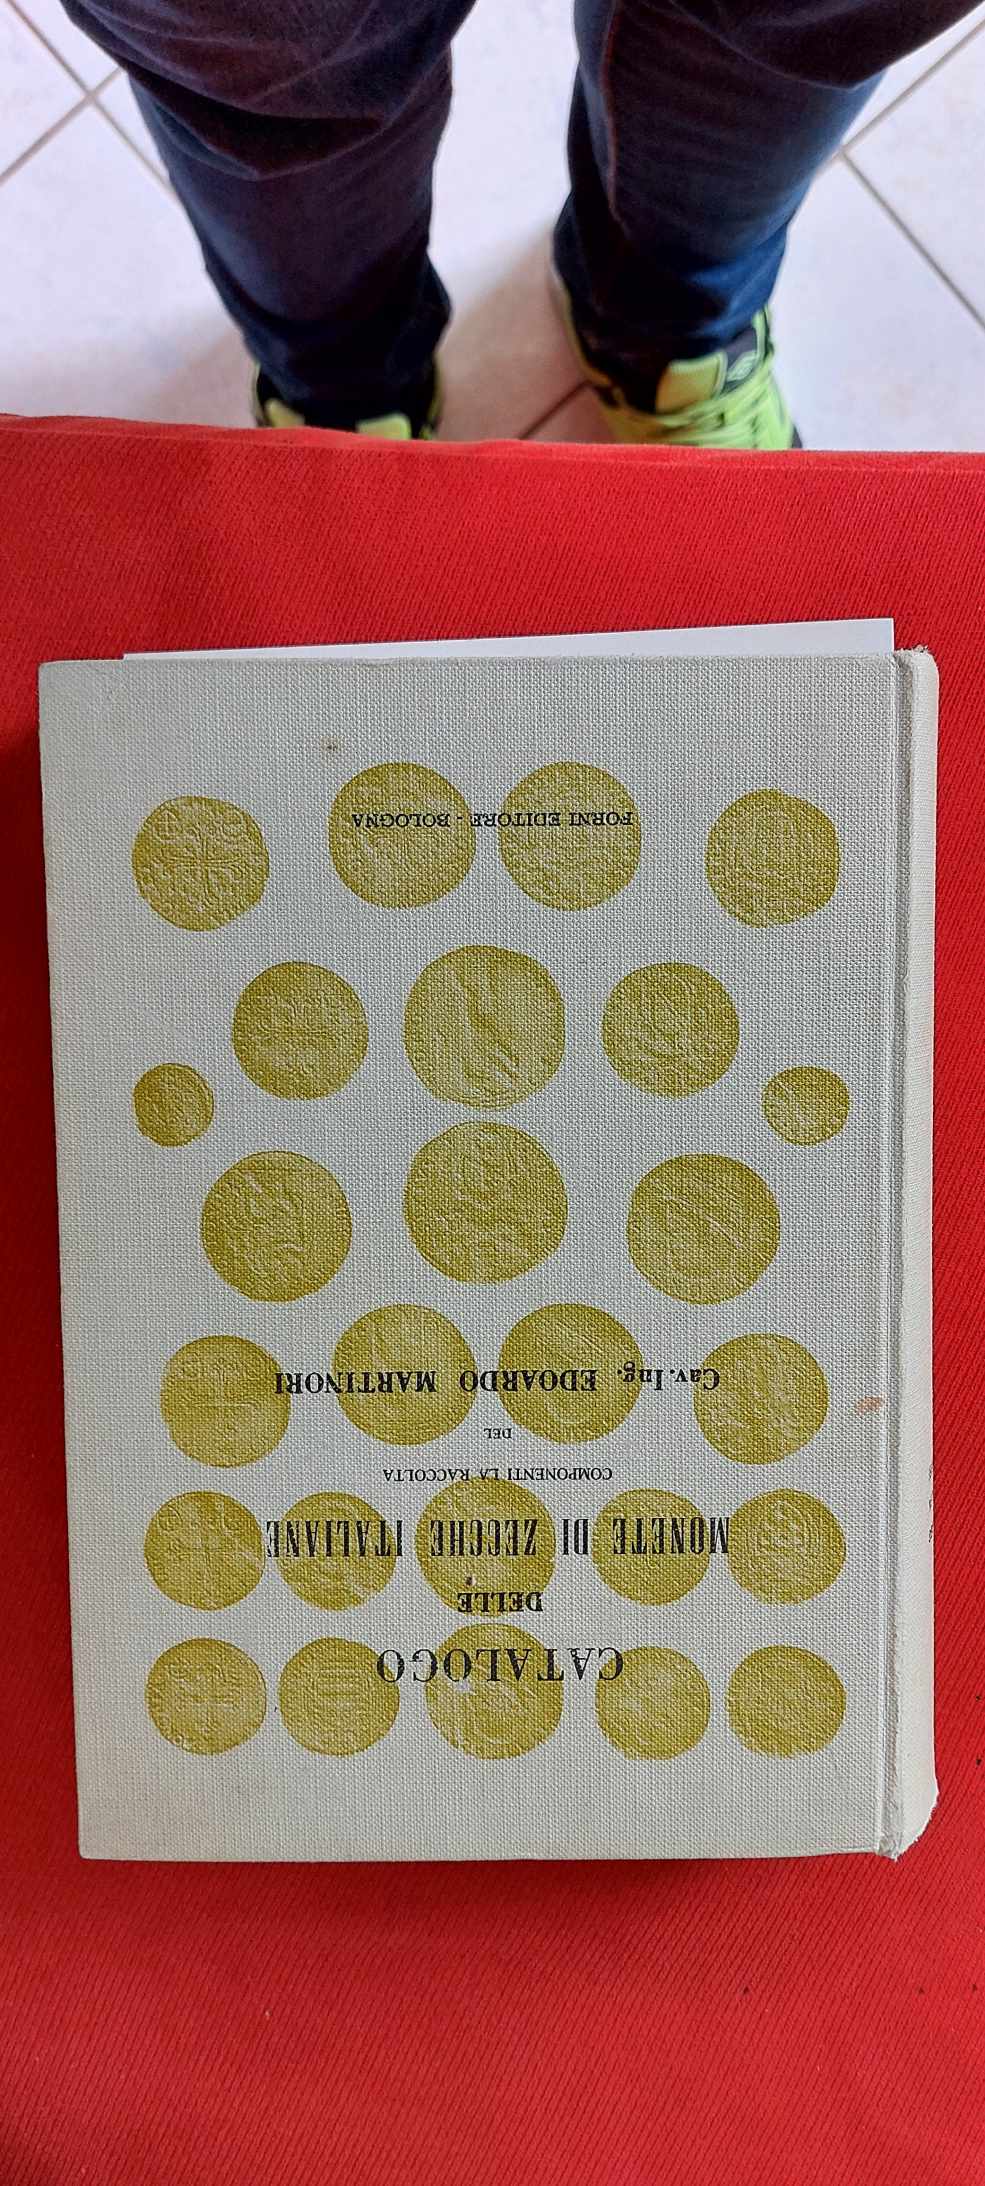 CATALOGO
DELLE
MONETE DI ZECCHE ITALIANE
COMPONENTI LA RACCOLTA
DEL
Cav. Ing. EDOARDO MARTINORI
FORNI EDITORE - BOLOGNA